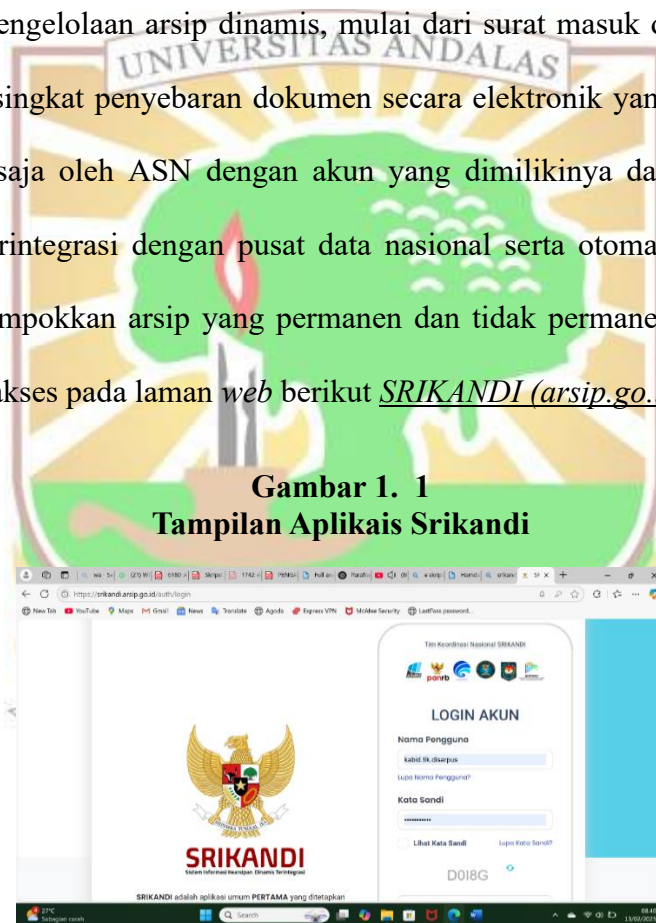 engelolaan arsip dinamis, mulai dari surat masuk
UNIVERSITAS ANDALAS
singkat penyebaran dokumen secara elektronik yan
saja oleh ASN dengan akun yang dimilikinya da
rintegrasi dengan pusat data nasional serta otoma
mpokkan arsip yang permanen dan tidak permane
akses pada laman web berikut SRIKANDI (arsip.go.
Gambar 1. 1
Tampilan Aplikais Srikandi
https://srikandi.arsip.go.id/auth/login
New Tab YouTube Maps Gmail News Translate Agoda Express VPN McAfee Security LastPass password...
Tim Koordinasi Nasional SRIKANDI
panrb
LOGIN AKUN
Nama Pengguna
kabid.tik.disarpus
Lupa Nama Pengguna?
Kata Sandi
Lihat Kata Sandi Lupa Kata Sandi?
D0I8G
SRIKANDI
Sistem Informasi Kearsipan Dinamis Terintegrasi
SRIKANDI adalah aplikasi umum PERTAMA yang ditetapkan
27°C
Sebagian cerah
Search